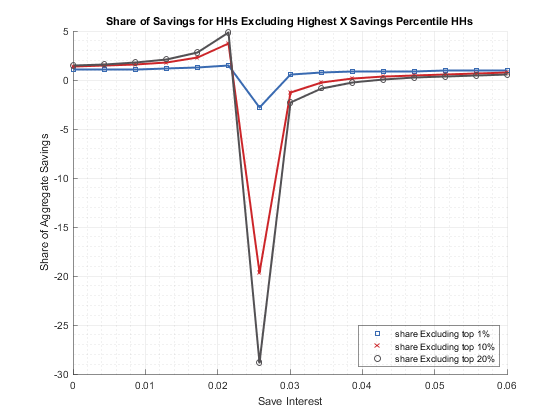 Share of Savings for HHs Excluding Highest X Savings Percentile HHs
5
0
-5
-10
-15
-20
-25
-30
Share of Aggregate Savings
0 0.01 0.02 0.03 0.04 0.05 0.06
Save Interest
share Excluding top 1%
share Excluding top 10%
share Excluding top 20%